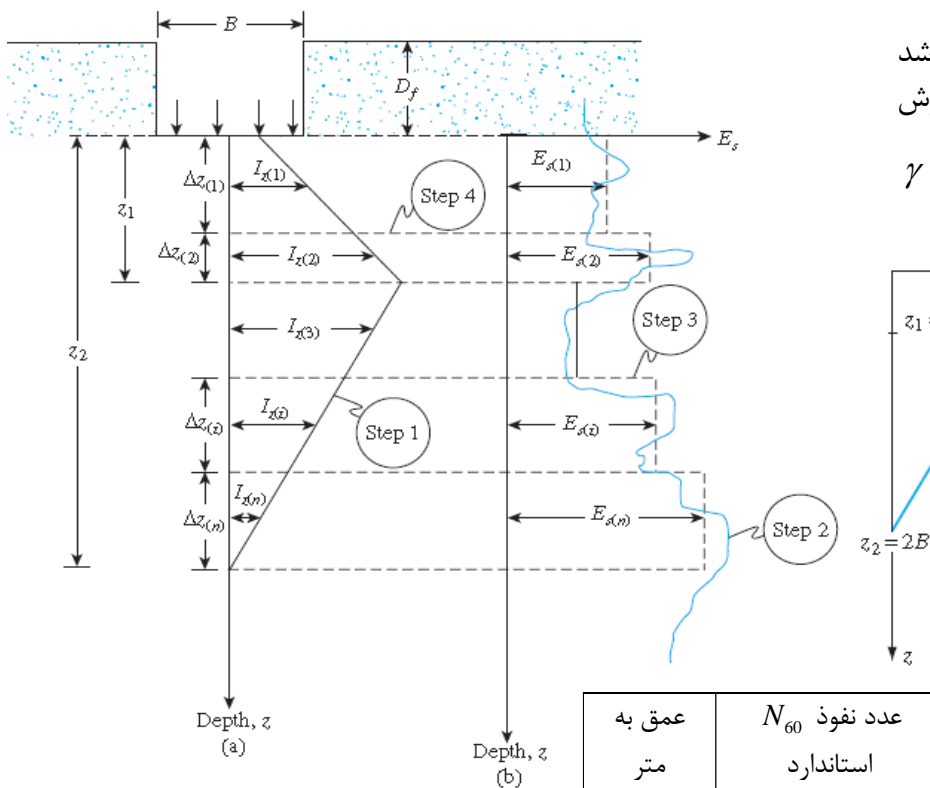 B
شد
D_f
ش
E_s
Δz(1)
I_z(1)
E_s(1)
z_1
Step 4
γ
Δz(2)
I_z(2)
E_s(2)
z_2
I_z(3)
Step 3
z_1 =
Δz(i)
I_z(i)
Step 1
E_s(i)
Δz(n)
I_z(n)
E_s(n)
Step 2
z_2 = 2B
z
Depth, z
(a)
Depth, z
(b)
عدد نفوذ N_60
استاندارد
عمق به
متر